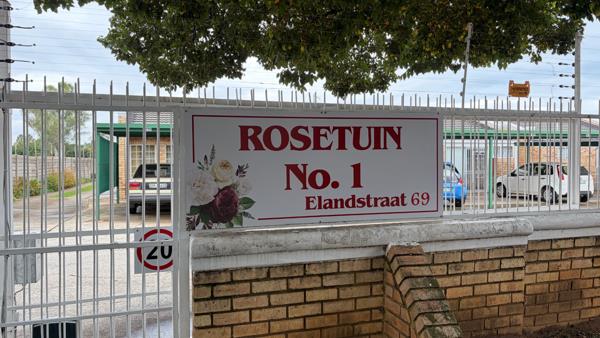 ROSETUIN
No. 1
Elandstraat 69
20